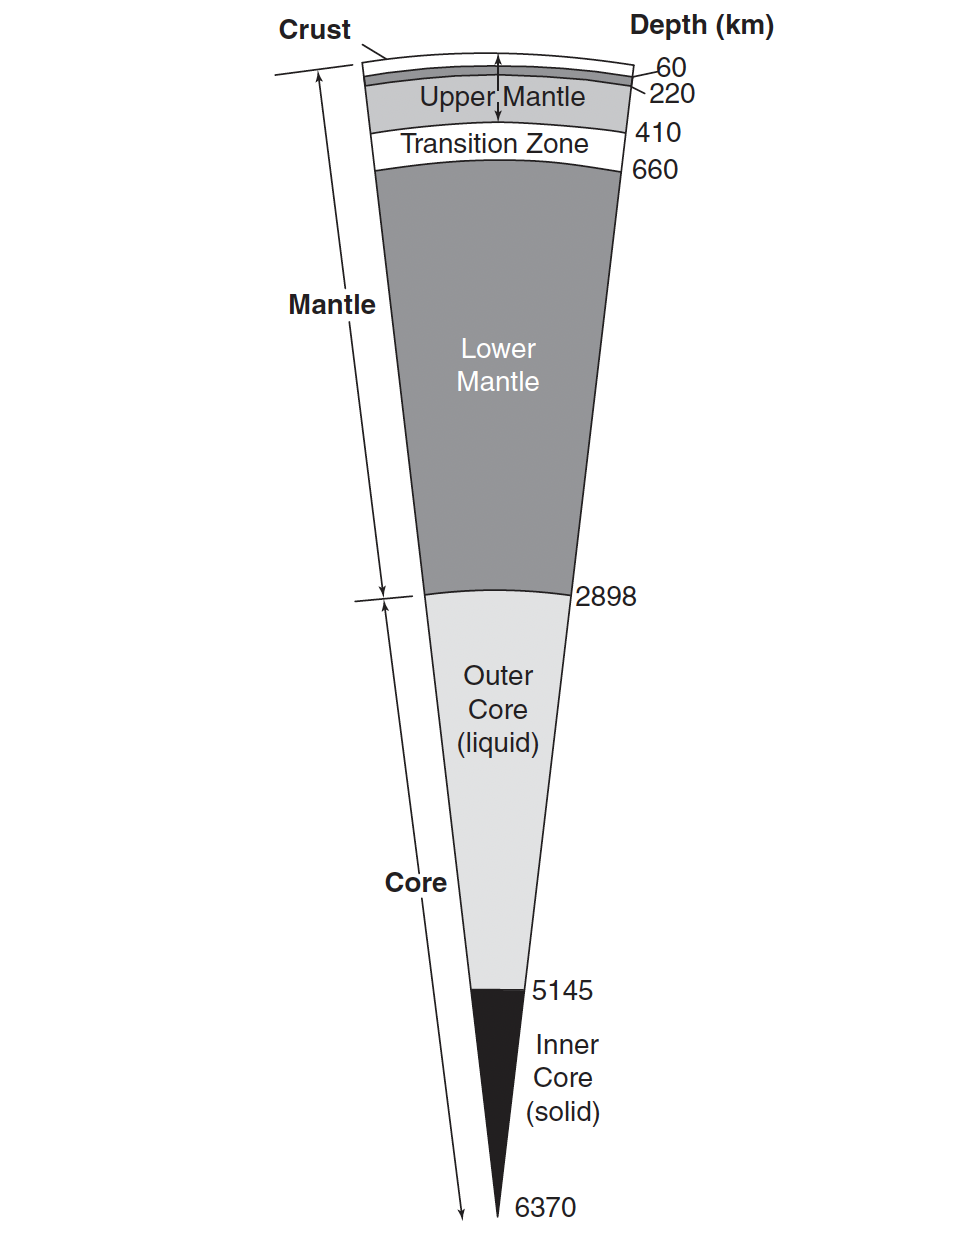 Crust
Depth (km)
60
220
Upper Mantle
410
Transition Zone
660
Mantle
Lower
Mantle
2898
Outer
Core
(liquid)
Core
5145
Inner
Core
(solid)
6370